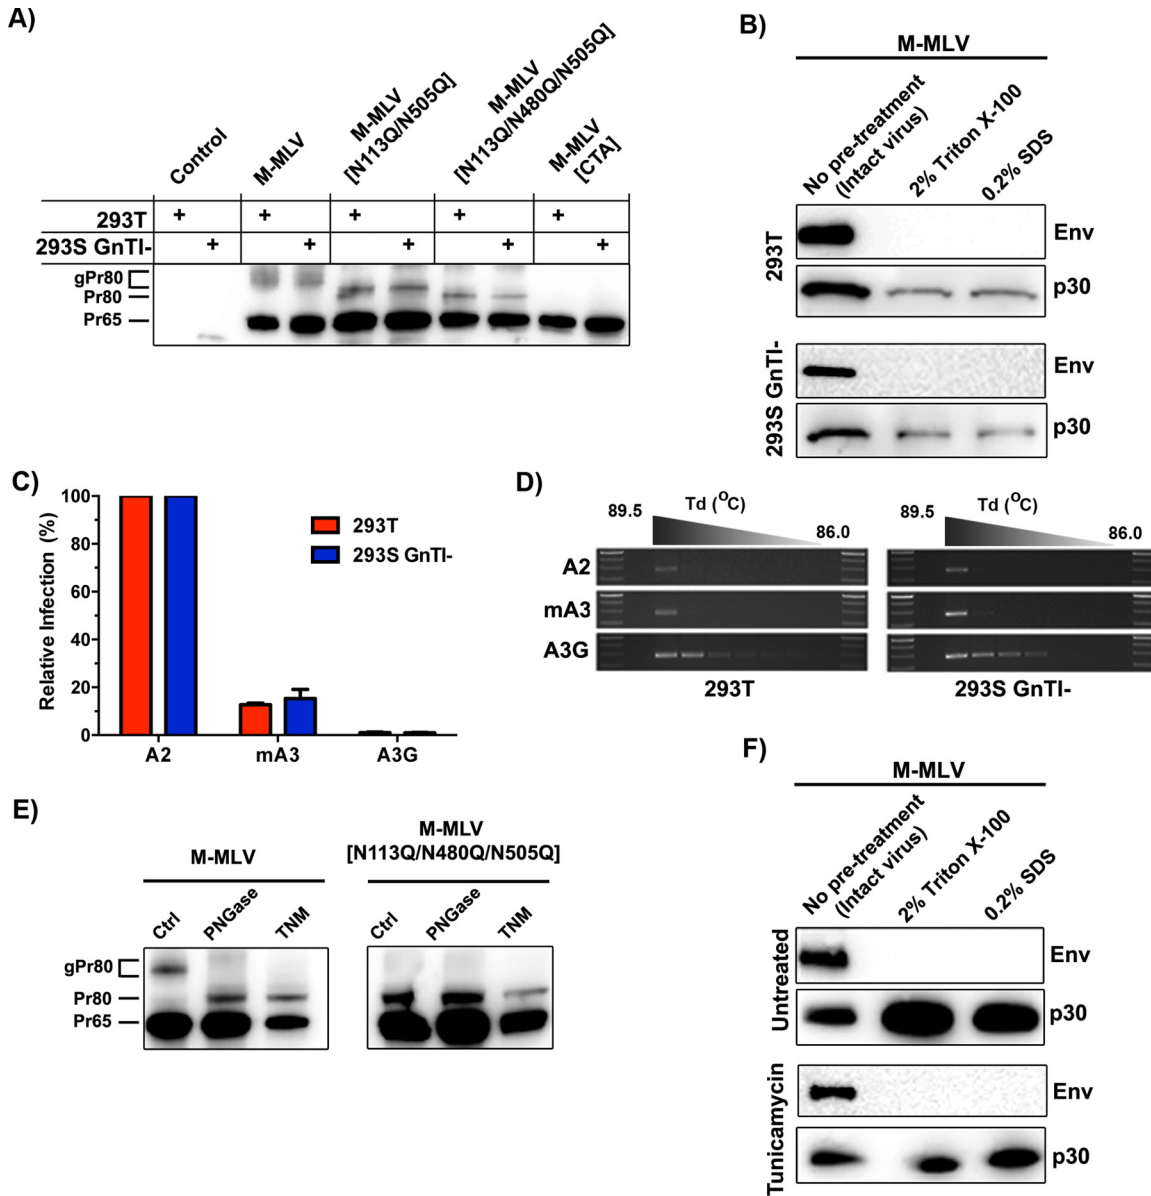 A)
Control
M-MLV
M-MLV
[N113Q/N505Q]
M-MLV
[N113Q/N480Q/N505Q]
M-MLV
[CTA]
293T + + + + +
293S GnTI- + + + + +
gPr80
Pr80
Pr65
B)
M-MLV
No pre-treatment
(Intact virus)
2% Triton X-100
0.2% SDS
293T
Env
p30
293S GnTI-
Env
p30
C)
Relative Infection (%)
100
80
60
40
20
0
293T
293S GnTI-
A2 mA3 A3G
D)
89.5 Td (OC) 86.0
89.5 Td (OC) 86.0
A2
mA3
A3G
293T 293S GnTI-
E)
M-MLV
Ctrl PNGase TNM
M-MLV
[N113Q/N480Q/N505Q]
Ctrl PNGase TNM
gPr80
Pr80
Pr65
F)
M-MLV
No pre-treatment
(Intact virus)
2% Triton X-100
0.2% SDS
Untreated
Env
p30
Tunicamycin
Env
p30